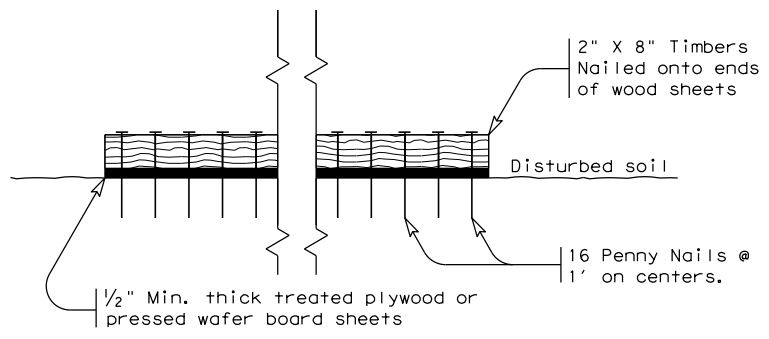 2" X 8" Timbers
Nailed onto ends
of wood sheets
Disturbed soil
16 Penny Nails @
1' on centers.
½" Min. thick treated plywood or
pressed wafer board sheets